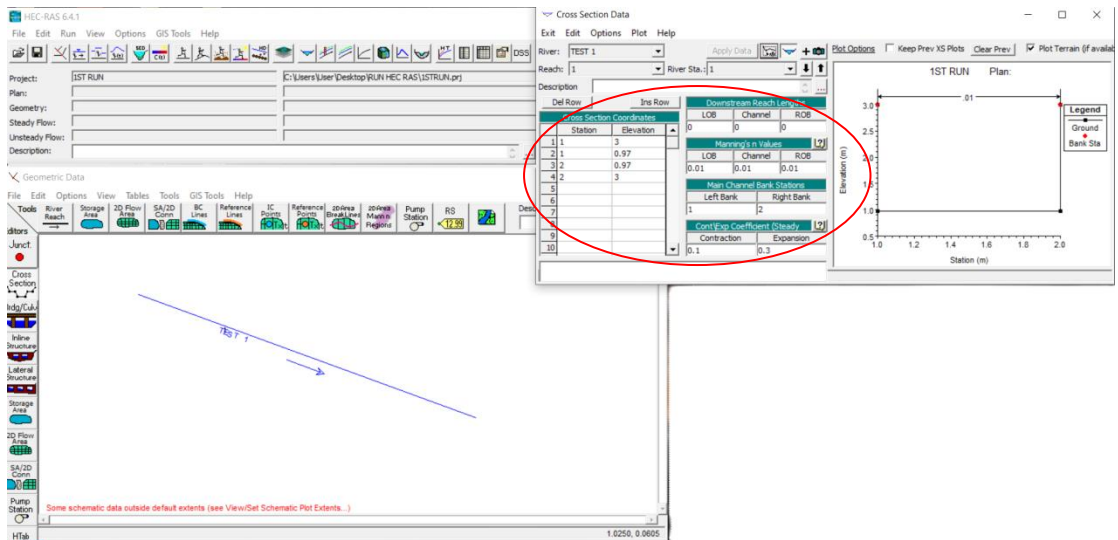 HEC-RAS 6.4.1
File Edit Run View Options GIS Tools Help
DSS
Project: 1ST RUN C:\Users\User\Desktop\RUN HEC RAS\1STRUN.prj
Plan:
Geometry:
Steady Flow:
Unsteady Flow:
Description:
Geometric Data
File Edit Options View Tables Tools GIS Tools Help
Tools River Reach Storage Area 2D Flow Area SA/2D Conn BC Lines Reference Lines IC Points Reference Points 2DArea BreakLines 2DArea Mann n Regions Pump Station RS Desc
ditors
Junct.
Cross Section
Brdg/Culv
Inline Structure
Lateral Structure
Storage Area
2D Flow Area
SA/2D Conn
Pump Station
HTab
TEST 1
Some schematic data outside default extents (see View/Set Schematic Plot Extents...)
1.0250, 0.0605
Cross Section Data
Exit Edit Options Plot Help
River: TEST 1 Apply Data
Reach: 1 River Sta.: 1
Description
Del Row Ins Row
Cross Section Coordinates
Station Elevation
1 1 3
2 1 0.97
3 2 0.97
4 2 3
5
6
7
8
9
10
Downstream Reach Lengths
LOB Channel ROB
0 0 0
Manning's n Values
LOB Channel ROB
0.01 0.01 0.01
Main Channel Bank Stations
Left Bank Right Bank
1 2
Cont\Exp Coefficient (Steady
Contraction Expansion
0.1 0.3
Plot Options Keep Prev XS Plots Clear Prev Plot Terrain (if availab
1ST RUN Plan:
.01
Legend
Ground
Bank Sta
Elevation (m)
3.0
2.5
2.0
1.5
1.0
0.5
1.0 1.2 1.4 1.6 1.8 2.0
Station (m)